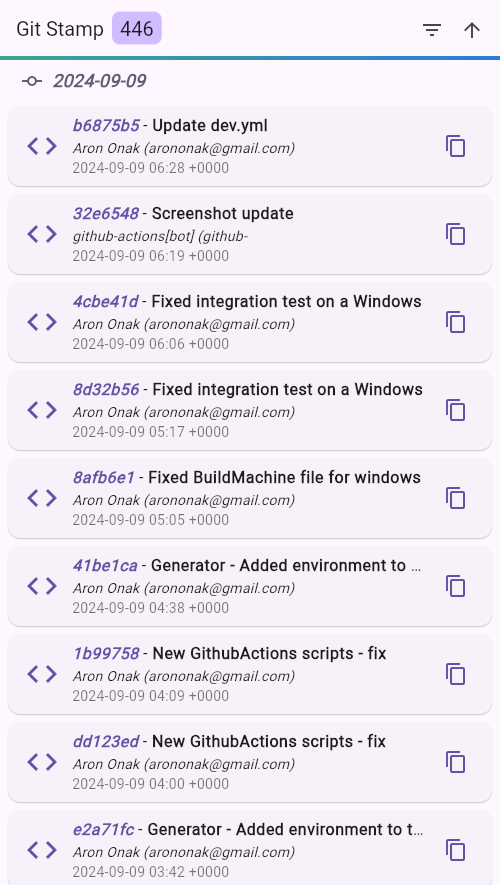 Git Stamp 446
2024-09-09
b6875b5 - Update dev.yml
Aron Onak (arononak@gmail.com)
2024-09-09 06:28 +0000
32e6548 - Screenshot update
github-actions[bot] (github-
2024-09-09 06:19 +0000
4cbe41d - Fixed integration test on a Windows
Aron Onak (arononak@gmail.com)
2024-09-09 06:06 +0000
8d32b56 - Fixed integration test on a Windows
Aron Onak (arononak@gmail.com)
2024-09-09 05:17 +0000
8afb6e1 - Fixed BuildMachine file for windows
Aron Onak (arononak@gmail.com)
2024-09-09 05:05 +0000
41be1ca - Generator - Added environment to ...
Aron Onak (arononak@gmail.com)
2024-09-09 04:38 +0000
1b99758 - New GithubActions scripts - fix
Aron Onak (arononak@gmail.com)
2024-09-09 04:09 +0000
dd123ed - New GithubActions scripts - fix
Aron Onak (arononak@gmail.com)
2024-09-09 04:00 +0000
e2a71fc - Generator - Added environment to t...
Aron Onak (arononak@gmail.com)
2024-09-09 03:42 +0000